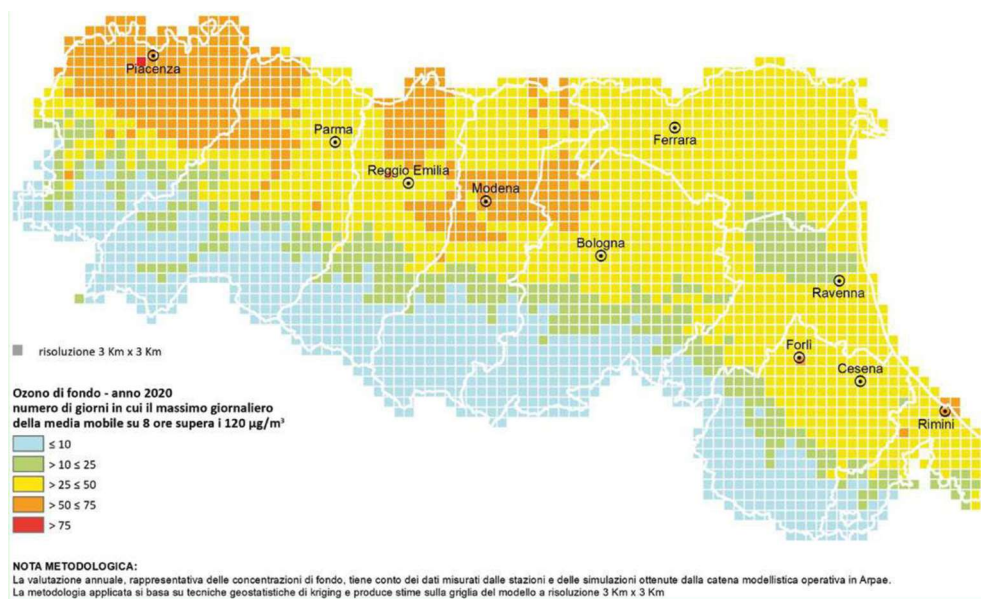 Piacenza
Parma
Ferrara
Reggio Emilia
Modena
Bologna
Ravenna
Forlì
Cesena
Rimini
risoluzione 3 Km x 3 Km
Ozono di fondo - anno 2020
numero di giorni in cui il massimo giornaliero
della media mobile su 8 ore supera i 120 µg/m³
≤ 10
> 10 ≤ 25
> 25 ≤ 50
> 50 ≤ 75
> 75
NOTA METODOLOGICA:
La valutazione annuale, rappresentativa delle concentrazioni di fondo, tiene conto dei dati misurati dalle stazioni e delle simulazioni ottenute dalla catena modellistica operativa in Arpae.
La metodologia applicata si basa su tecniche geostatistiche di kriging e produce stime sulla griglia del modello a risoluzione 3 Km x 3 Km